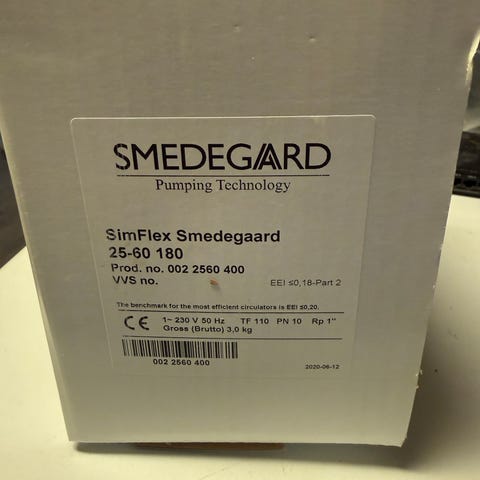 SMEDEGAARD
Pumping Technology
SimFlex Smedegaard
25-60 180
Prod. no. 002 2560 400
VVS no.
EEI ≤0,18-Part 2
The benchmark for the most efficient circulators is EEI ≤0,20.
CE 1~ 230 V 50 Hz TF 110 PN 10 Rp 1"
Gross (Brutto) 3,0 kg
002 2560 400
2020-06-12